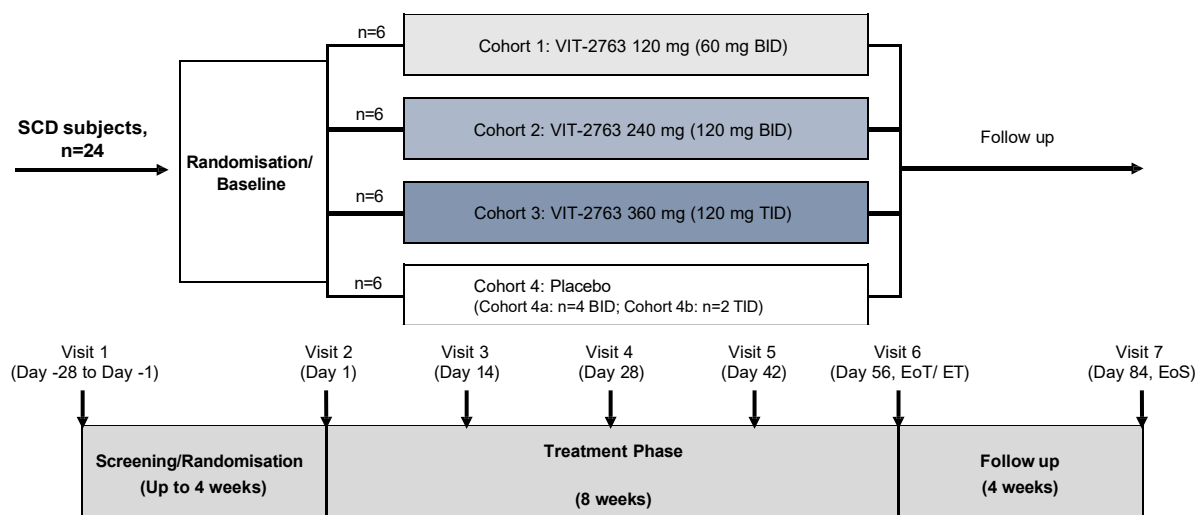 n=6
Cohort 1: VIT-2763 120 mg (60 mg BID)
SCD subjects,
n=24
Randomisation/
Baseline
n=6
Cohort 2: VIT-2763 240 mg (120 mg BID)
Follow up
n=6
Cohort 3: VIT-2763 360 mg (120 mg TID)
n=6
Cohort 4: Placebo
(Cohort 4a: n=4 BID; Cohort 4b: n=2 TID)
Visit 1
(Day -28 to Day -1)
Visit 2
(Day 1)
Visit 3
(Day 14)
Visit 4
(Day 28)
Visit 5
(Day 42)
Visit 6
(Day 56, EoT/ ET)
Visit 7
(Day 84, EoS)
Screening/Randomisation
(Up to 4 weeks)
Treatment Phase
(8 weeks)
Follow up
(4 weeks)